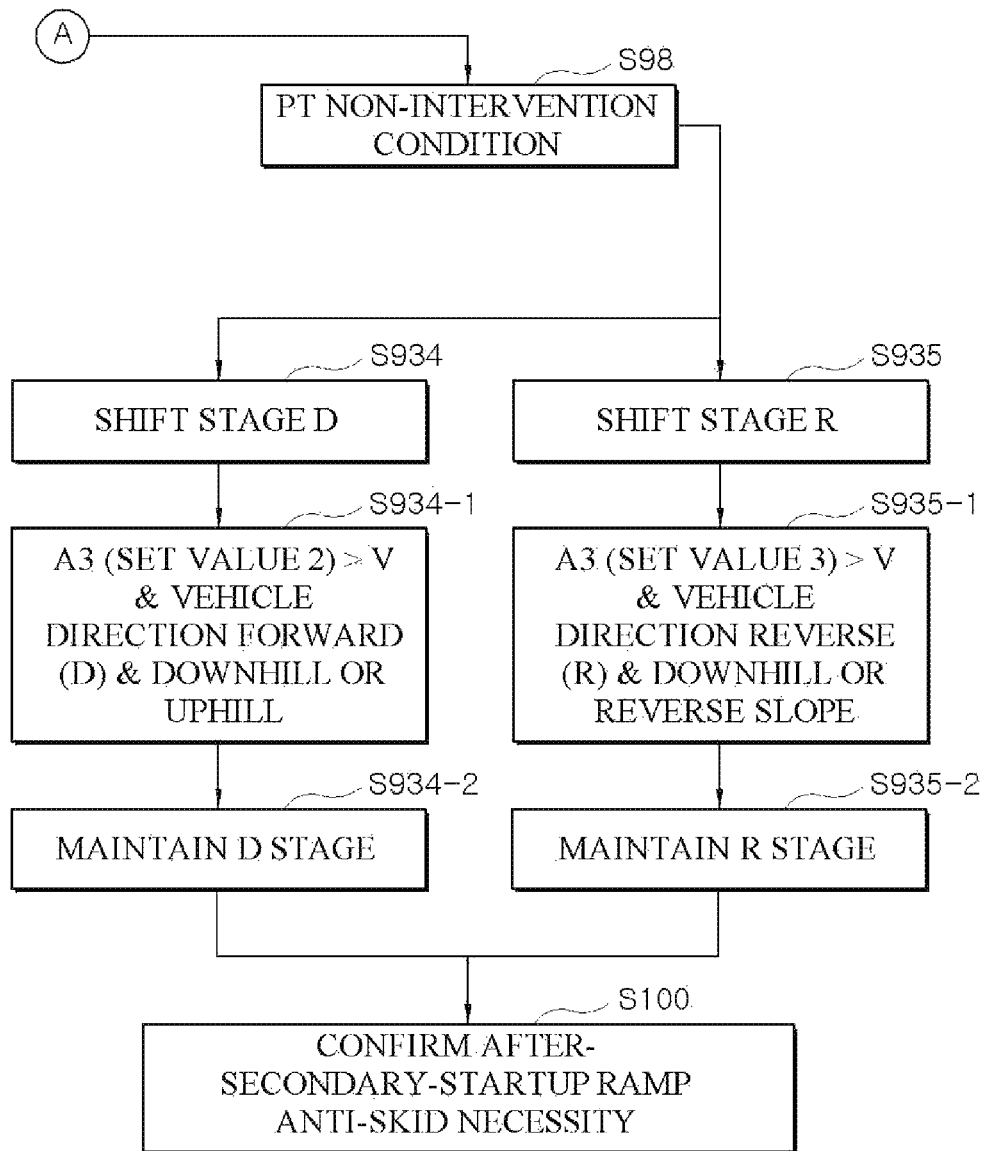 A
S98
PT NON-INTERVENTION
CONDITION
S934
SHIFT STAGE D
S935
SHIFT STAGE R
S934-1
A3 (SET VALUE 2) > V
& VEHICLE
DIRECTION FORWARD
(D) & DOWNHILL OR
UPHILL
S935-1
A3 (SET VALUE 3) > V
& VEHICLE
DIRECTION REVERSE
(R) & DOWNHILL OR
REVERSE SLOPE
S934-2
MAINTAIN D STAGE
S935-2
MAINTAIN R STAGE
S100
CONFIRM AFTER-
SECONDARY-STARTUP RAMP
ANTI-SKID NECESSITY